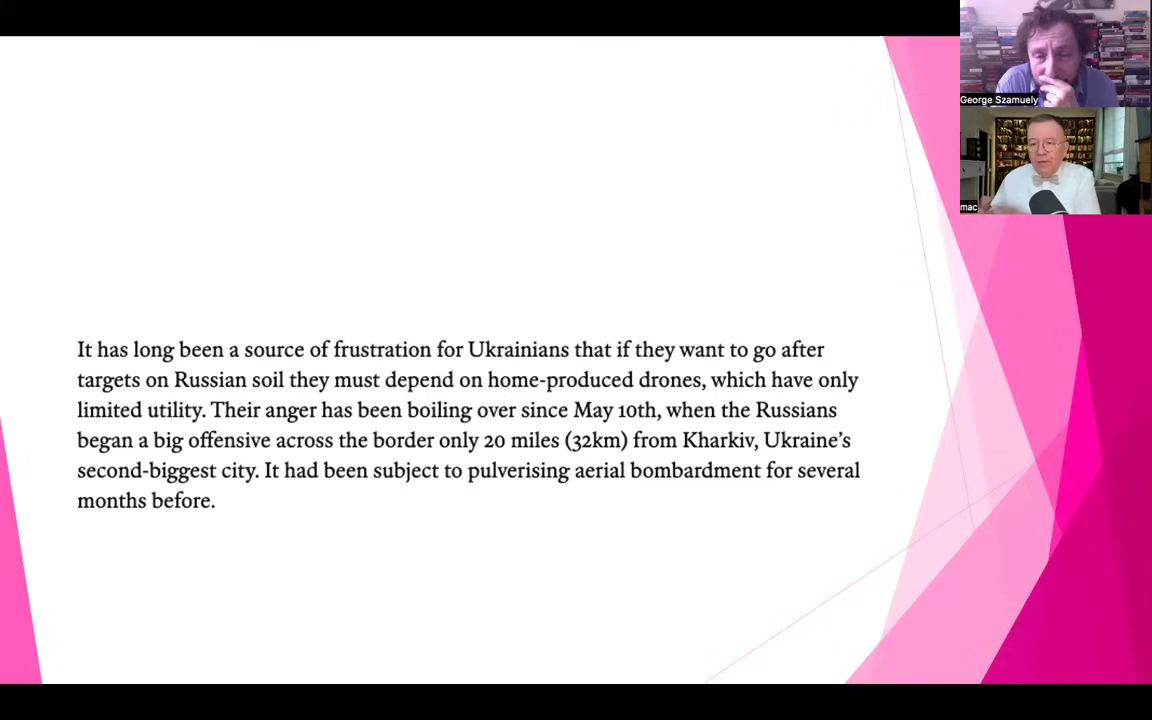 George Szamuely
mac
It has long been a source of frustration for Ukrainians that if they want to go after
targets on Russian soil they must depend on home-produced drones, which have only
limited utility. Their anger has been boiling over since May 10th, when the Russians
began a big offensive across the border only 20 miles (32km) from Kharkiv, Ukraine’s
second-biggest city. It had been subject to pulverising aerial bombardment for several
months before.